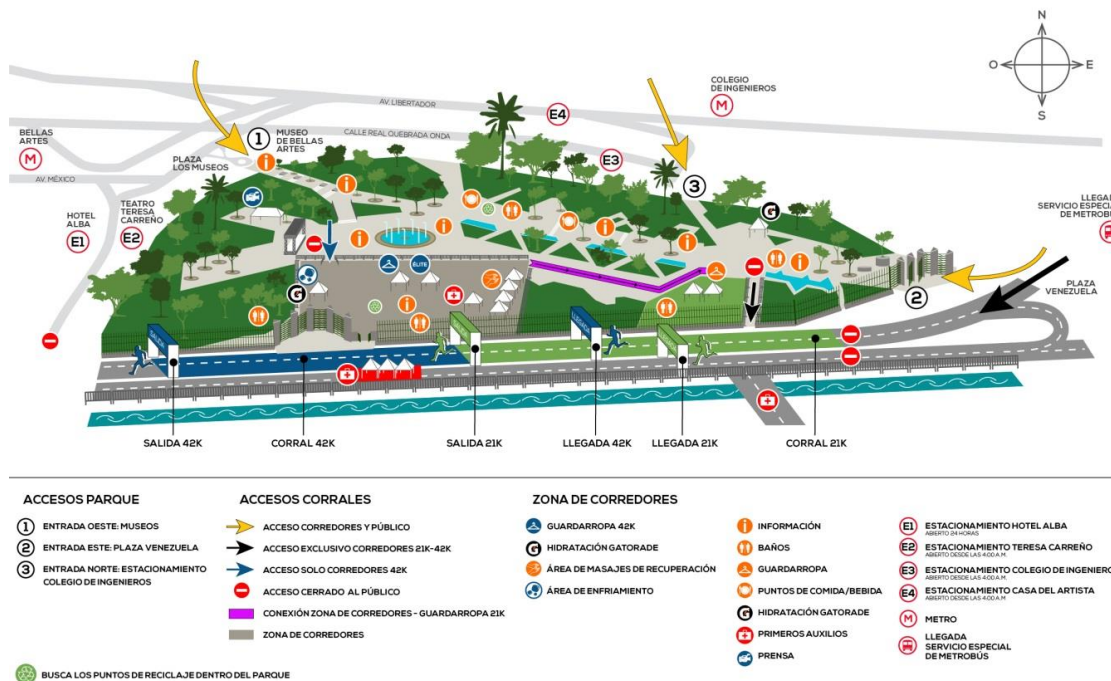 N
O
E
S
COLEGIO
DE INGENIEROS
M
AV. LIBERTADOR
E4
CALLE REAL QUEBRADA ONDA
E3
BELLAS
ARTES
M
1
MUSEO
DE BELLAS
ARTES
PLAZA
LOS MUSEOS
AV. MÉXICO
3
TEATRO
TERESA
CARREÑO
E2
HOTEL
ALBA
E1
LLEGADA
SERVICIO ESPECIAL
DE METROBÚS
PLAZA
VENEZUELA
2
i
i
i
i
i
i
i
i
G
G
ÉLITE
SALIDA
LLEGADA
SALIDA 42K
CORRAL 42K
SALIDA 21K
LLEGADA 42K
LLEGADA 21K
CORRAL 21K
ACCESOS PARQUE
1 ENTRADA OESTE: MUSEOS
2 ENTRADA ESTE: PLAZA VENEZUELA
3 ENTRADA NORTE: ESTACIONAMIENTO
COLEGIO DE INGENIEROS
ACCESOS CORRALES
ACCESO CORREDORES Y PÚBLICO
ACCESO EXCLUSIVO CORREDORES 21K-42K
ACCESO SOLO CORREDORES 42K
ACCESO CERRADO AL PÚBLICO
CONEXIÓN ZONA DE CORREDORES - GUARDARROPA 21K
ZONA DE CORREDORES
ZONA DE CORREDORES
GUARDARROPA 42K
G HIDRATACIÓN GATORADE
ÁREA DE MASAJES DE RECUPERACIÓN
ÁREA DE ENFRIAMIENTO
i INFORMACIÓN
BAÑOS
GUARDARROPA
PUNTOS DE COMIDA/BEBIDA
G HIDRATACIÓN GATORADE
PRIMEROS AUXILIOS
PRENSA
E1 ESTACIONAMIENTO HOTEL ALBA
ABIERTO 24 HORAS
E2 ESTACIONAMIENTO TERESA CARREÑO
ABIERTO DESDE LAS 4:00 A.M.
E3 ESTACIONAMIENTO COLEGIO DE INGENIERO
ABIERTO DESDE LAS 4:00 A.M.
E4 ESTACIONAMIENTO CASA DEL ARTISTA
ABIERTO DESDE LAS 4:00 A.M
M METRO
LLEGADA
SERVICIO ESPECIAL
DE METROBÚS
BUSCA LOS PUNTOS DE RECICLAJE DENTRO DEL PARQUE